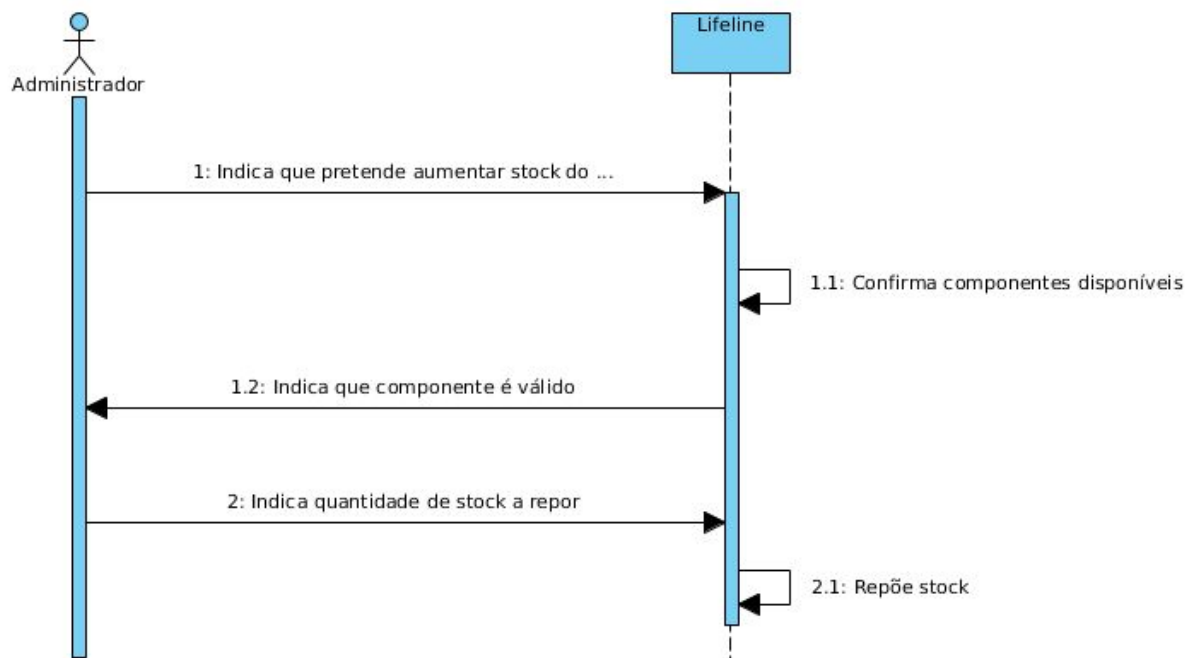 Lifeline
Administrador
1: Indica que pretende aumentar stock do ...
1.1: Confirma componentes disponíveis
1.2: Indica que componente é válido
2: Indica quantidade de stock a repor
2.1: Repõe stock